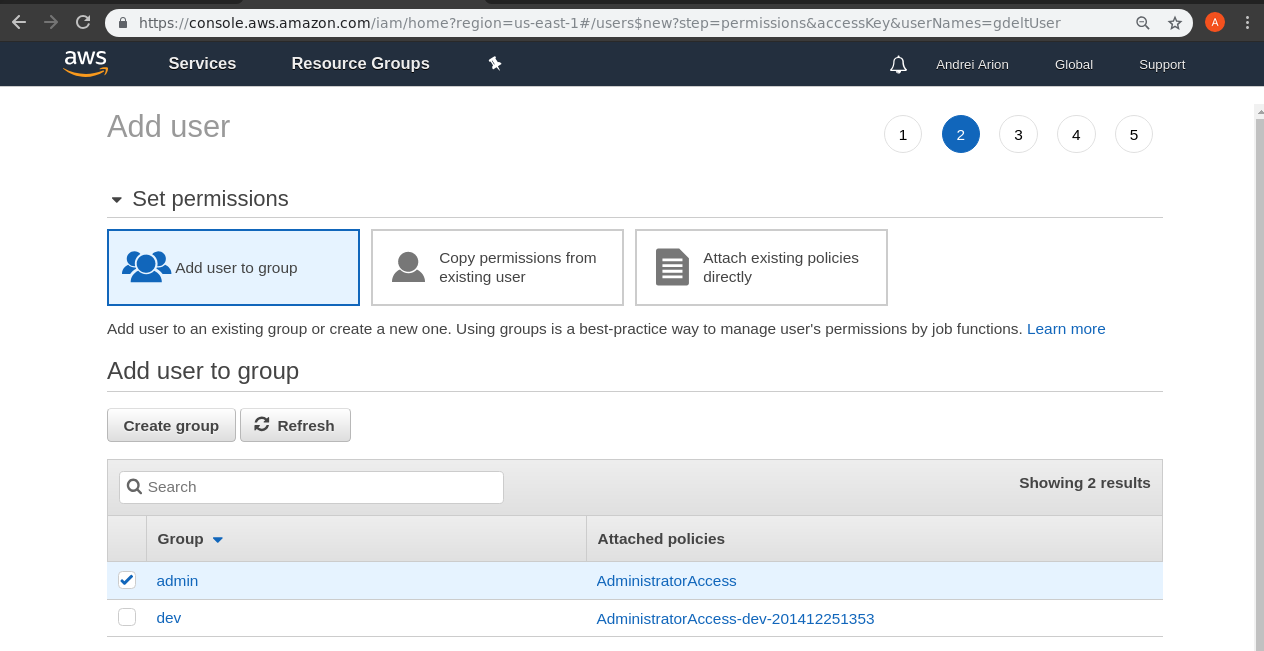 https://console.aws.amazon.com/iam/home?region=us-east-1#/users$new?step=permissions&accessKey&userNames=gdeltUser
A
aws
Services
Resource Groups
Andrei Arion
Global
Support
Add user
1
2
3
4
5
Set permissions
Add user to group
Copy permissions from
existing user
Attach existing policies
directly
Add user to an existing group or create a new one. Using groups is a best-practice way to manage user's permissions by job functions. Learn more
Add user to group
Create group
Refresh
Search
Showing 2 results
Group
Attached policies
admin
AdministratorAccess
dev
AdministratorAccess-dev-201412251353